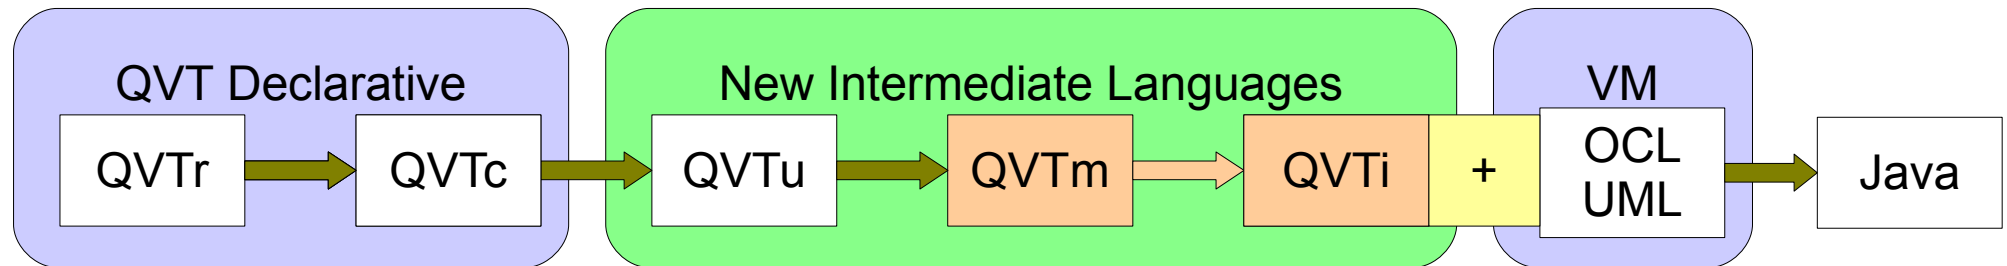 QVT Declarative
New Intermediate Languages
VM
QVTr
QVTc
QVTu
QVTm
QVTi
+
OCL
UML
Java